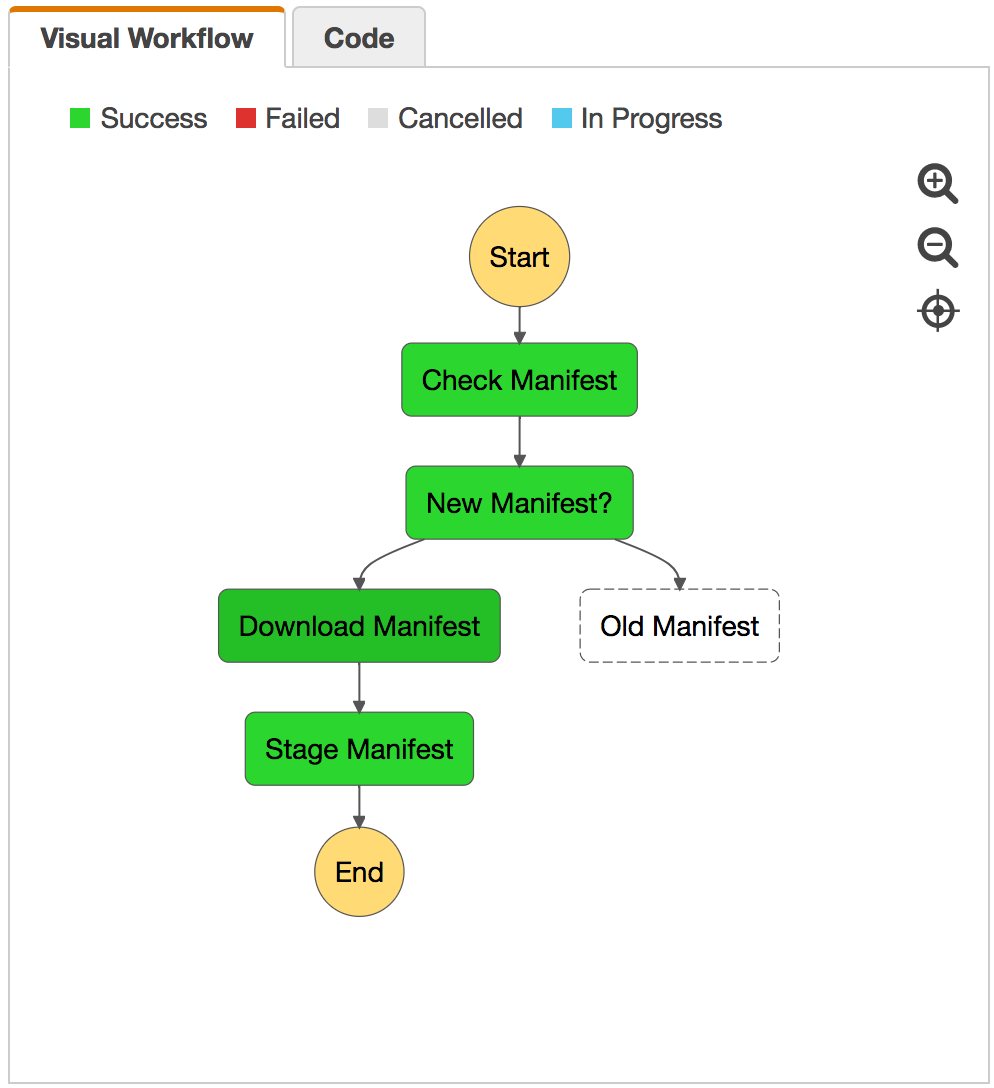 Visual Workflow Code
Success Failed Cancelled In Progress
Start
Check Manifest
New Manifest?
Download Manifest Old Manifest
Stage Manifest
End